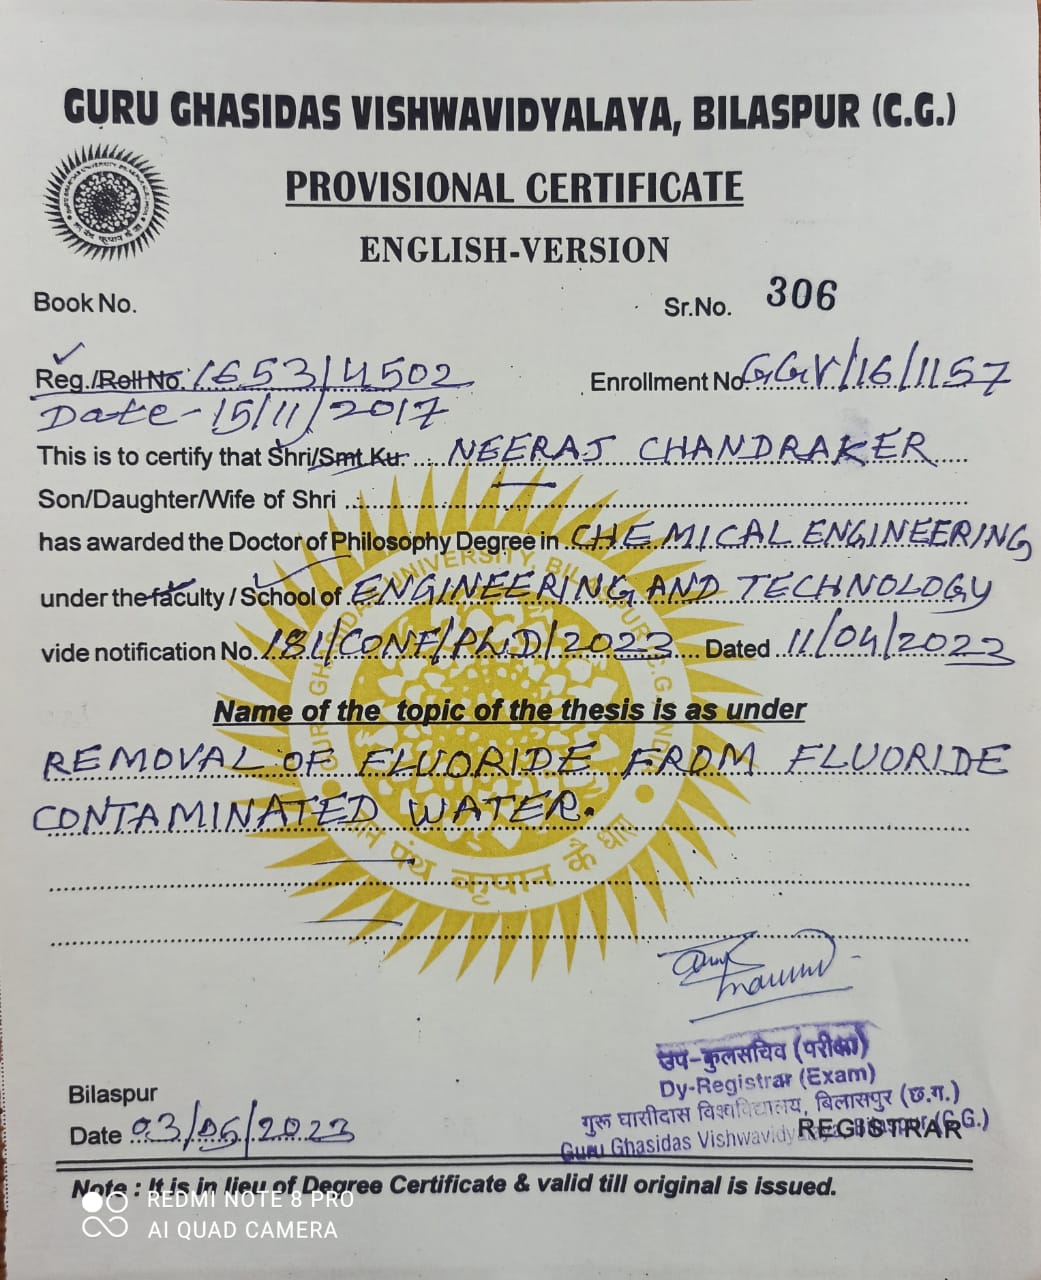 GURU GHASIDAS VISHWAVIDYALAYA, BILASPUR (C.G.)
PROVISIONAL CERTIFICATE
ENGLISH-VERSION
Book No.
Sr.No. 306
Reg./Roll No. 1653/4502
Enrollment No. GGV/16/1157
Date - 15/11/2017
This is to certify that Shri/Smt Ku. NEERAJ CHANDRAKER
Son/Daughter/Wife of Shri
has awarded the Doctor of Philosophy Degree in CHEMICAL ENGINEERING
under the faculty / School of ENGINEERING AND TECHNOLOGY
vide notification No. 181/CONF/PhD/2023 Dated 11/04/2023
Name of the topic of the thesis is as under
REMOVAL OF FLUORIDE FROM FLUORIDE
CONTAMINATED WATER.
उप-कुलसचिव (परीक्षा)
Dy-Registrar (Exam)
गुरू घासीदास विश्वविद्यालय, बिलासपुर (छ.ग.)
Guru Ghasidas Vishwavidyalaya, Bilaspur (C.G.)
REGISTRAR
Bilaspur
Date 03/05/2023
Note : It is in lieu of Degree Certificate & valid till original is issued.
REDMI NOTE 8 PRO
AI QUAD CAMERA